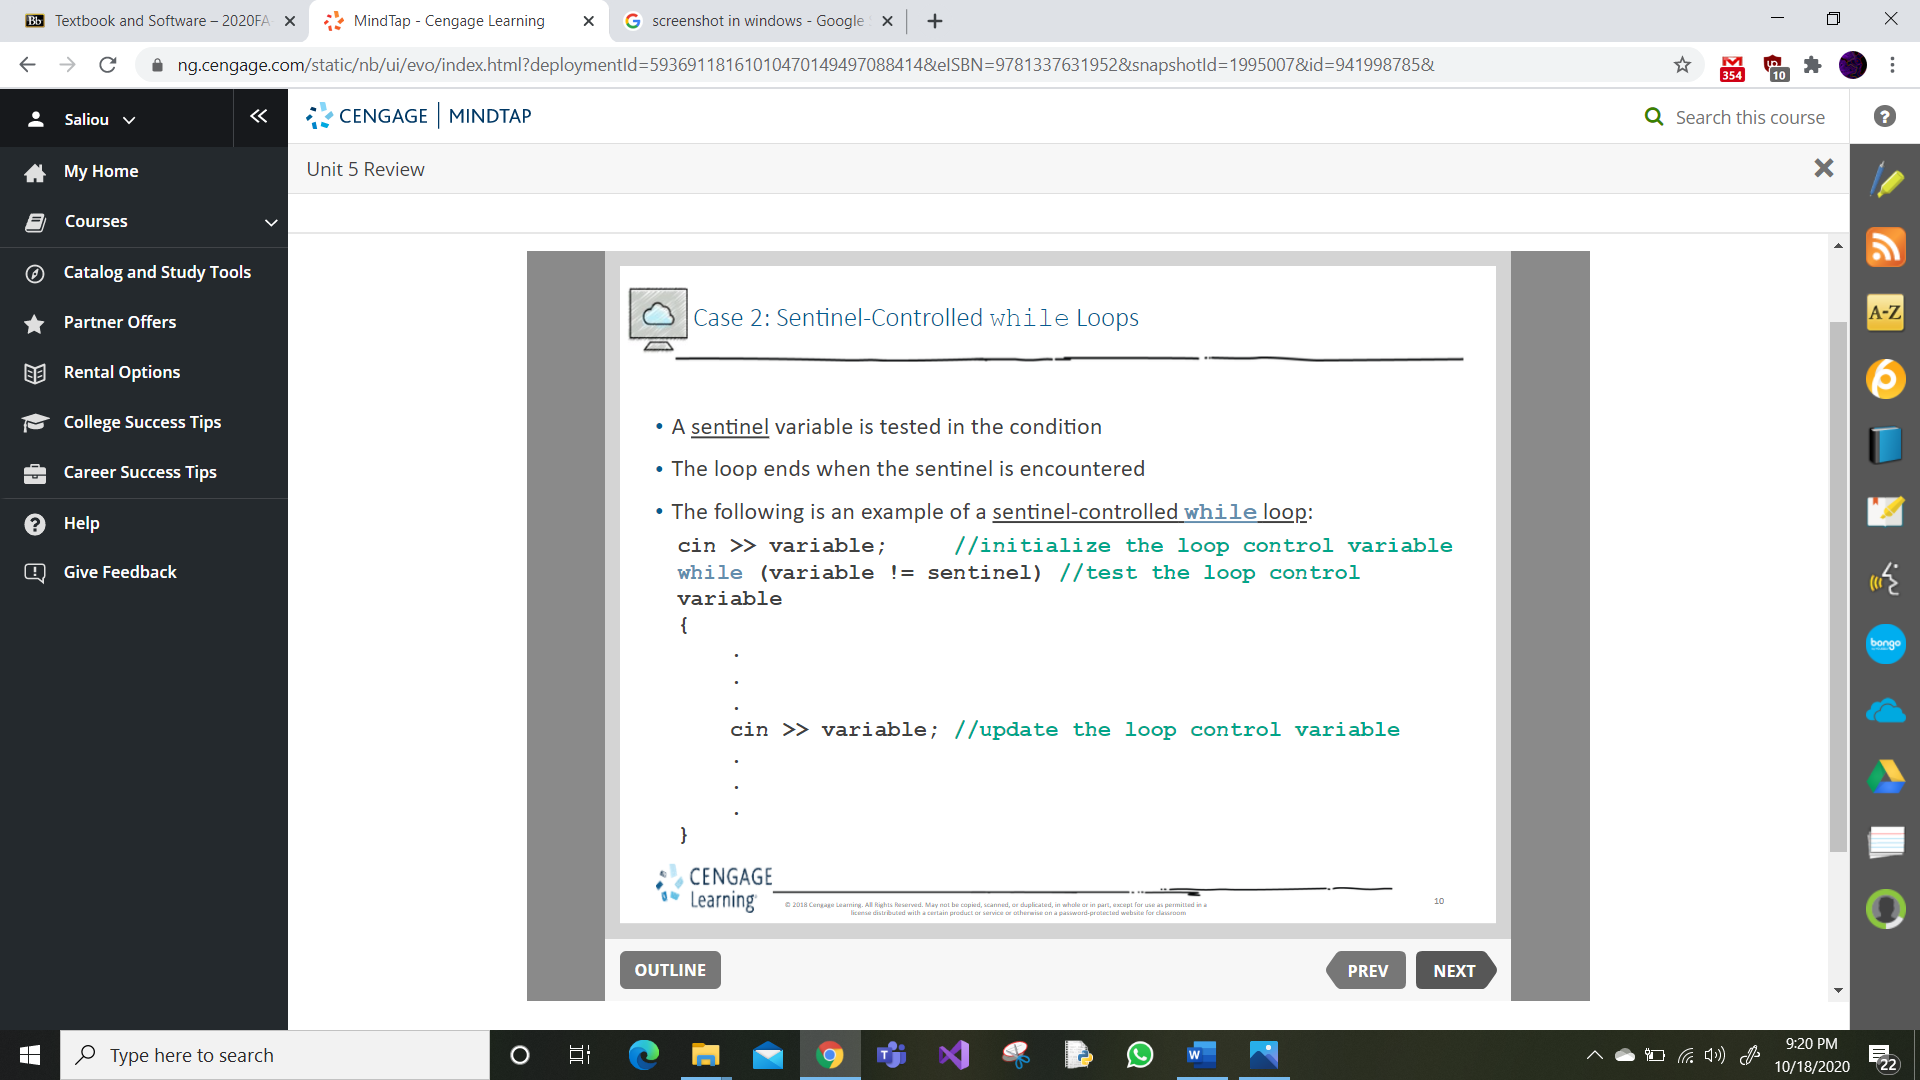 Textbook and Software – 2020FA
MindTap - Cengage Learning
screenshot in windows - Google
ng.cengage.com/static/nb/ui/evo/index.html?deploymentId=59369118161010470149497088414&eISBN=9781337631952&snapshotId=1995007&id=941998785&
354
10
Saliou
CENGAGE | MINDTAP
Search this course
Unit 5 Review
My Home
Courses
Catalog and Study Tools
Partner Offers
Rental Options
College Success Tips
Career Success Tips
Help
Give Feedback
Case 2: Sentinel-Controlled while Loops
• A sentinel variable is tested in the condition
• The loop ends when the sentinel is encountered
• The following is an example of a sentinel-controlled while loop:
cin >> variable; //initialize the loop control variable
while (variable != sentinel) //test the loop control
variable
{
.
.
.
cin >> variable; //update the loop control variable
.
.
.
}
CENGAGE
Learning
© 2018 Cengage Learning. All Rights Reserved. May not be copied, scanned, or duplicated, in whole or in part, except for use as permitted in a
license distributed with a certain product or service or otherwise on a password-protected website for classroom
10
OUTLINE
PREV
NEXT
A-Z
bongo
Type here to search
9:20 PM
10/18/2020
22